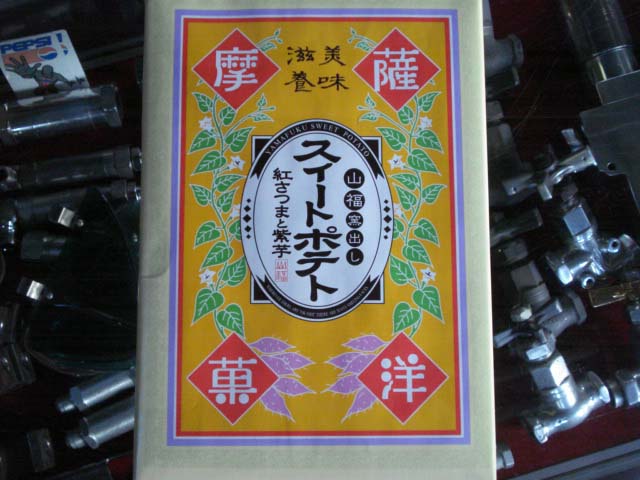 PEPSI!
薩摩
美味
滋養
YAMAFUKU SWEET POTATO
山福窯出し
スイートポテト
紅さつまと紫芋
洋菓